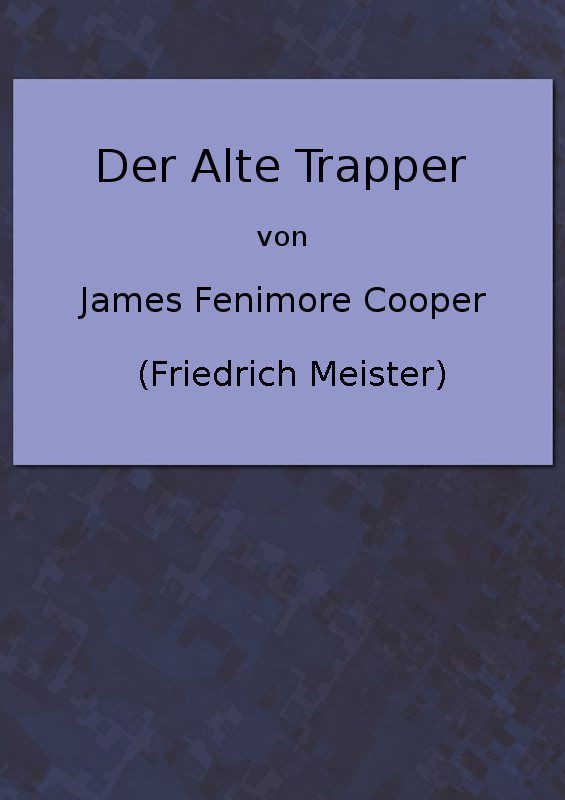 Der Alte Trapper
von
James Fenimore Cooper
(Friedrich Meister)